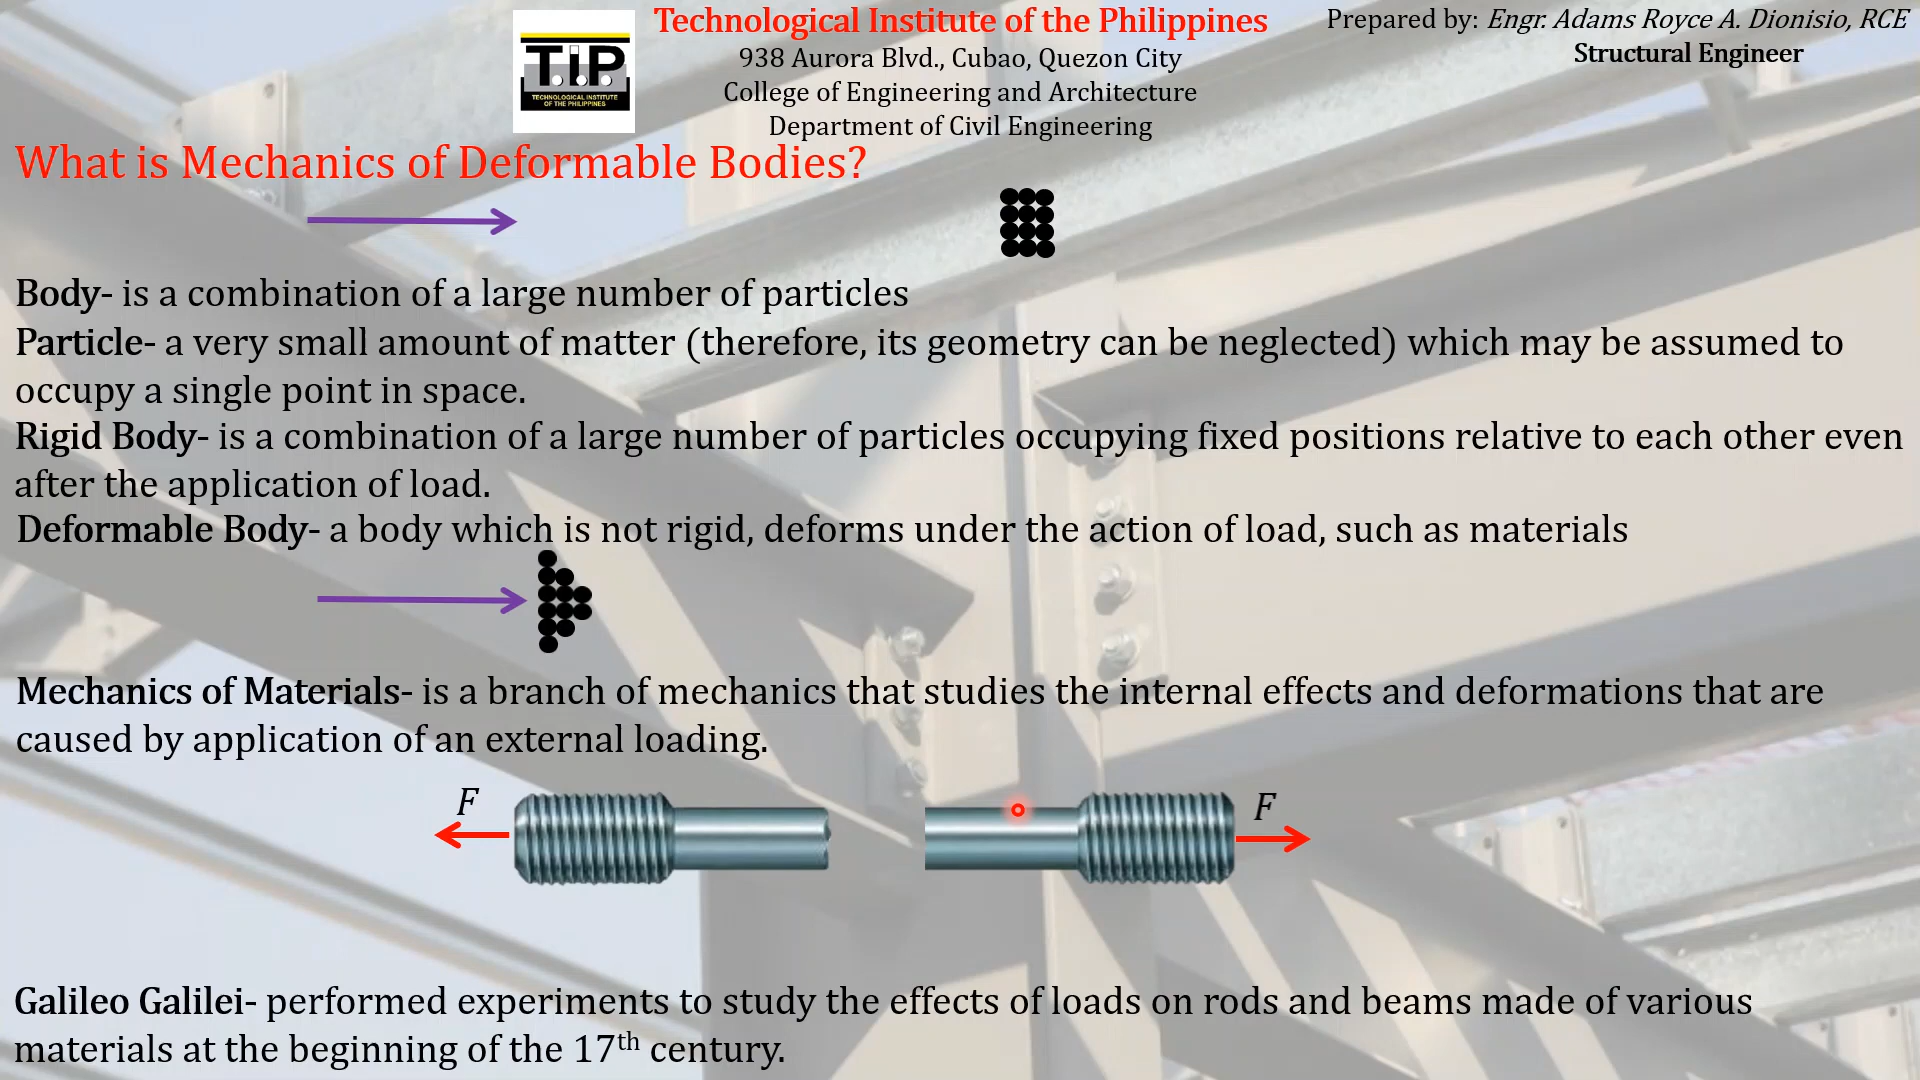 T.I.P
TECHNOLOGICAL INSTITUTE
OF THE PHILIPPINES
Technological Institute of the Philippines
938 Aurora Blvd., Cubao, Quezon City
College of Engineering and Architecture
Department of Civil Engineering
Prepared by: Engr. Adams Royce A. Dionisio, RCE
Structural Engineer
What is Mechanics of Deformable Bodies?
Body- is a combination of a large number of particles
Particle- a very small amount of matter (therefore, its geometry can be neglected) which may be assumed to
occupy a single point in space.
Rigid Body- is a combination of a large number of particles occupying fixed positions relative to each other even
after the application of load.
Deformable Body- a body which is not rigid, deforms under the action of load, such as materials
Mechanics of Materials- is a branch of mechanics that studies the internal effects and deformations that are
caused by application of an external loading.
F
F
Galileo Galilei- performed experiments to study the effects of loads on rods and beams made of various
materials at the beginning of the 17th century.